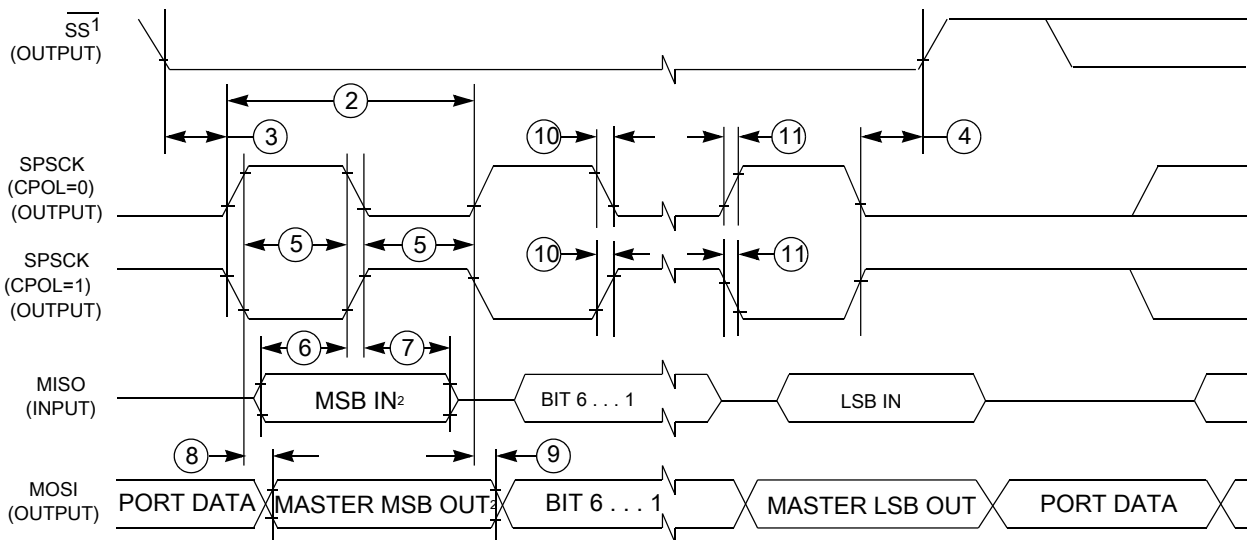 SS1
(OUTPUT)
2
3
10
11
4
SPSCK
(CPOL=0)
(OUTPUT)
5
5
SPSCK
(CPOL=1)
(OUTPUT)
10
11
6
7
MISO
(INPUT)
MSB IN2
BIT 6 . . . 1
LSB IN
8
9
MOSI
(OUTPUT)
PORT DATA
MASTER MSB OUT2
BIT 6 . . . 1
MASTER LSB OUT
PORT DATA